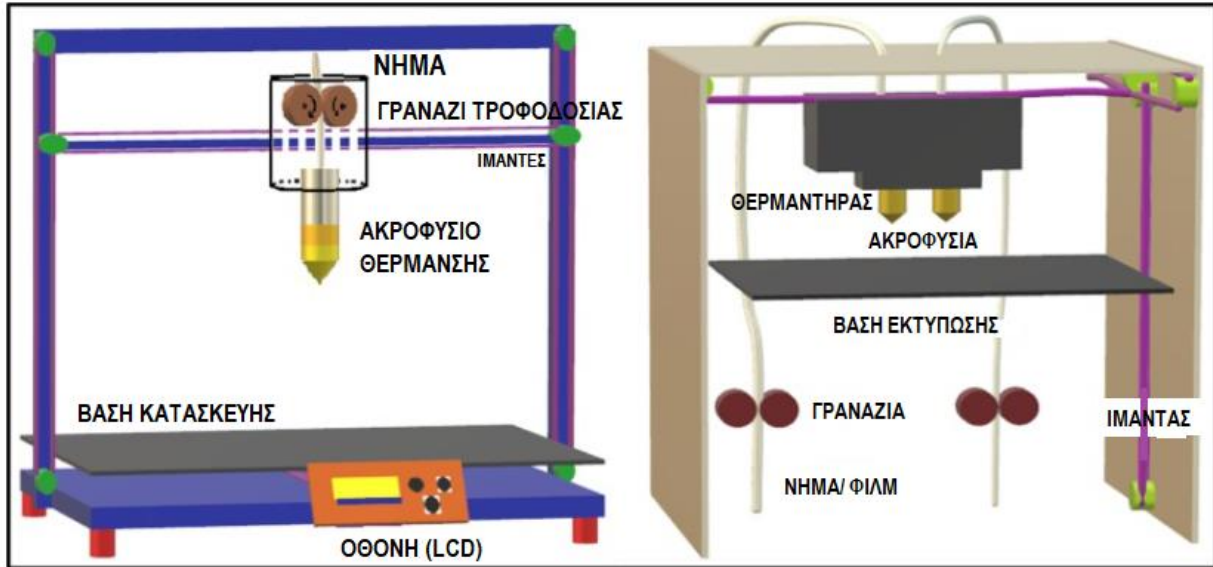 ΝΗΜΑ
ΓΡΑΝΑΖΙ ΤΡΟΦΟΔΟΣΙΑΣ
ΙΜΑΝΤΕΣ
ΑΚΡΟΦΥΣΙΟ
ΘΕΡΜΑΝΣΗΣ
ΒΑΣΗ ΚΑΤΑΣΚΕΥΗΣ
ΟΘΟΝΗ (LCD)
ΘΕΡΜΑΝΤΗΡΑΣ
ΑΚΡΟΦΥΣΙΑ
ΒΑΣΗ ΕΚΤΥΠΩΣΗΣ
ΓΡΑΝΑΖΙΑ
ΙΜΑΝΤΑΣ
ΝΗΜΑ/ ΦΙΛΜ